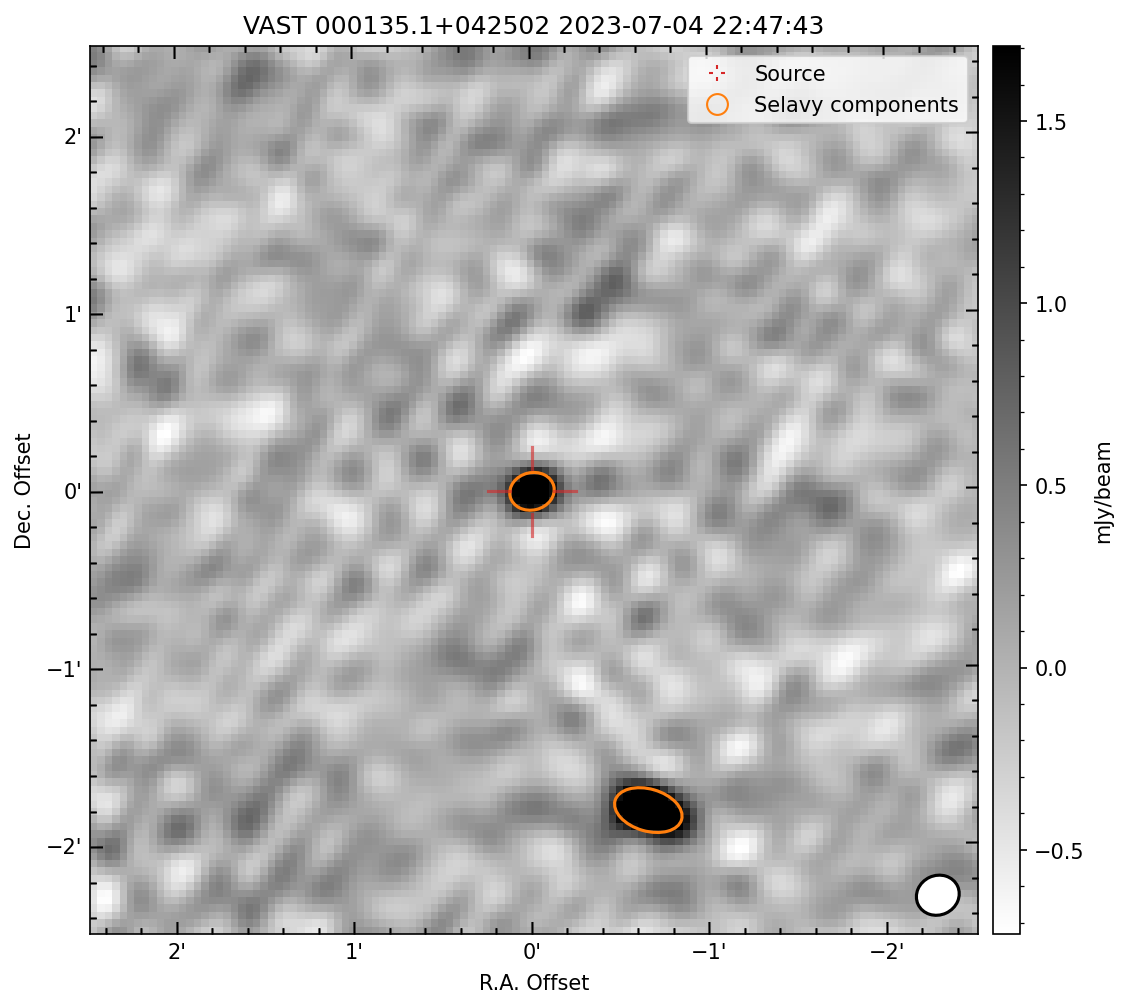 VAST 000135.1+042502 2023-07-04 22:47:43
Source
Selavy components
2'
1'
0'
−1'
−2'
Dec. Offset
2'
1'
0'
−1'
−2'
R.A. Offset
1.5
1.0
0.5
0.0
−0.5
mJy/beam